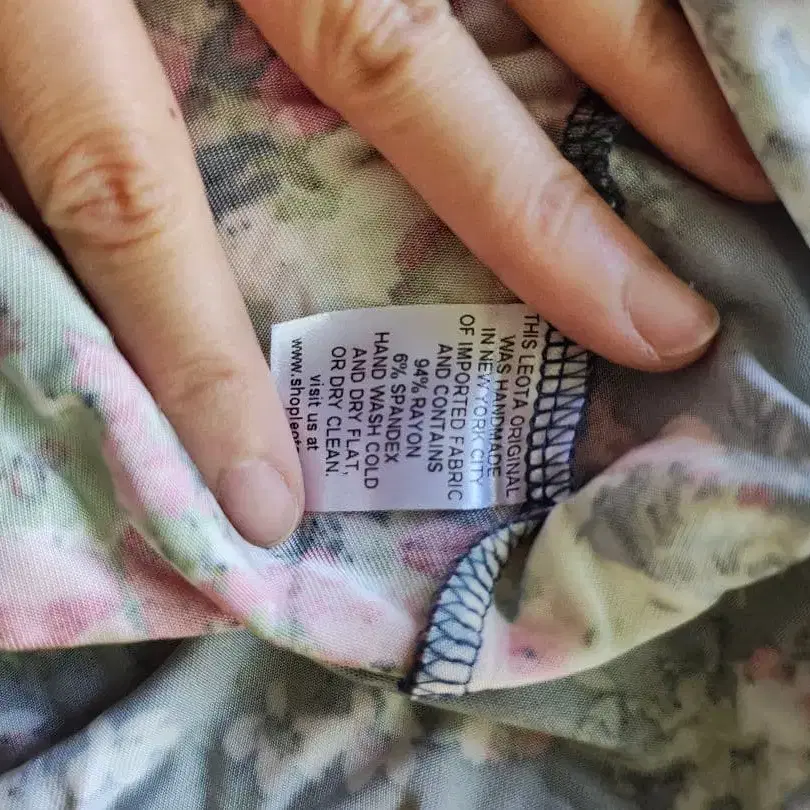 THIS LEOTA ORIGINAL
WAS HANDMADE
IN NEW YORK CITY
OF IMPORTED FABRIC
AND CONTAINS
94% RAYON
6% SPANDEX
HAND WASH COLD
AND DRY FLAT,
OR DRY CLEAN.
visit us at